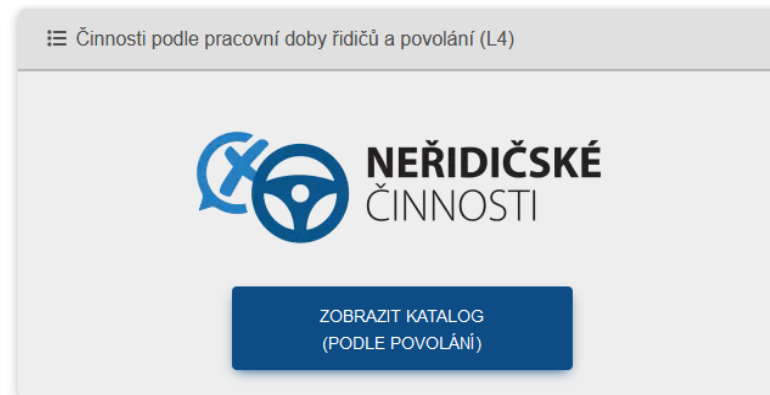 Činnosti podle pracovní doby řidičů a povolání (L4)
NEŘIDIČSKÉ
ČINNOSTI
ZOBRAZIT KATALOG
(PODLE POVOLÁNÍ)